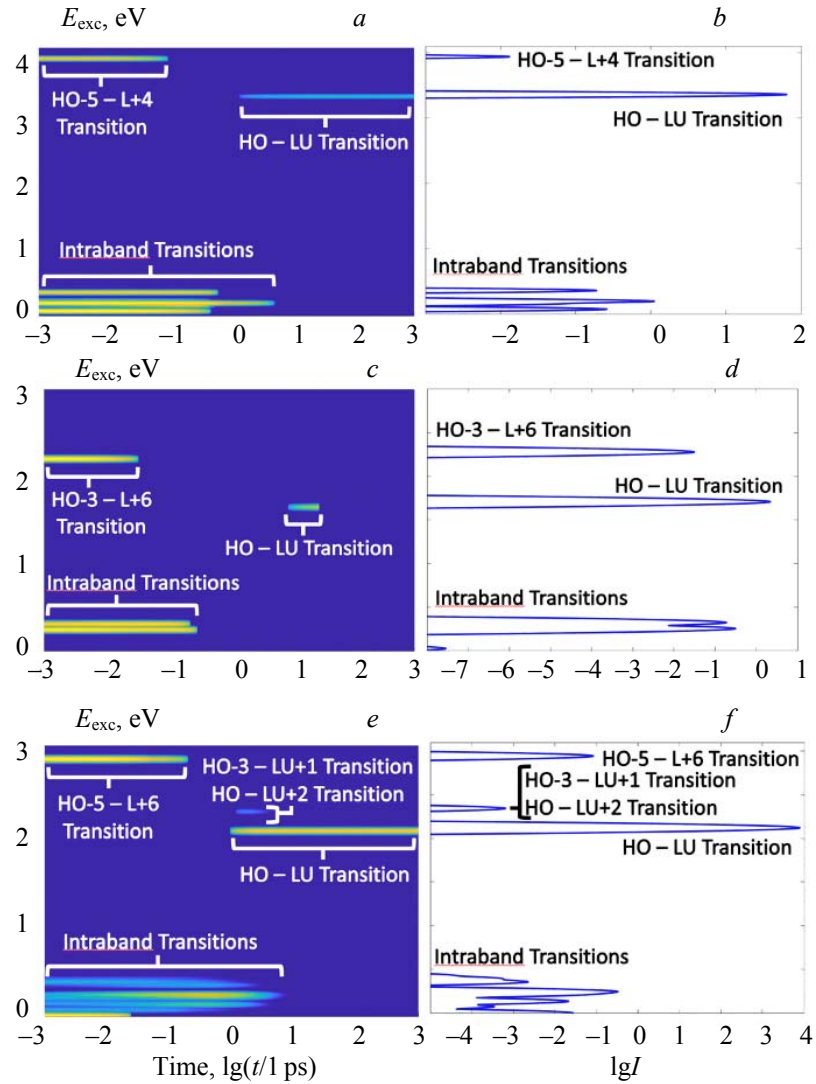 E_exc, eV a b
4
3
2
1
0
HO-5 – L+4
Transition
HO – LU Transition
Intraband Transitions
–3 –2 –1 0 1 2 3
HO-5 – L+4 Transition
HO – LU Transition
Intraband Transitions
–2 –1 0 1 2
E_exc, eV c d
3
2
1
0
HO-3 – L+6
Transition
HO – LU Transition
Intraband Transitions
–3 –2 –1 0 1 2 3
HO-3 – L+6 Transition
HO – LU Transition
Intraband Transitions
–7 –6 –5 –4 –3 –2 –1 0 1
E_exc, eV e f
3
2
1
0
HO-5 – L+6
Transition
HO-3 – LU+1 Transition
HO – LU+2 Transition
HO – LU Transition
Intraband Transitions
–3 –2 –1 0 1 2 3
Time, lg(t/1 ps)
HO-5 – L+6 Transition
HO-3 – LU+1 Transition
HO – LU+2 Transition
HO – LU Transition
Intraband Transitions
–4 –3 –2 –1 0 1 2 3 4
lgI